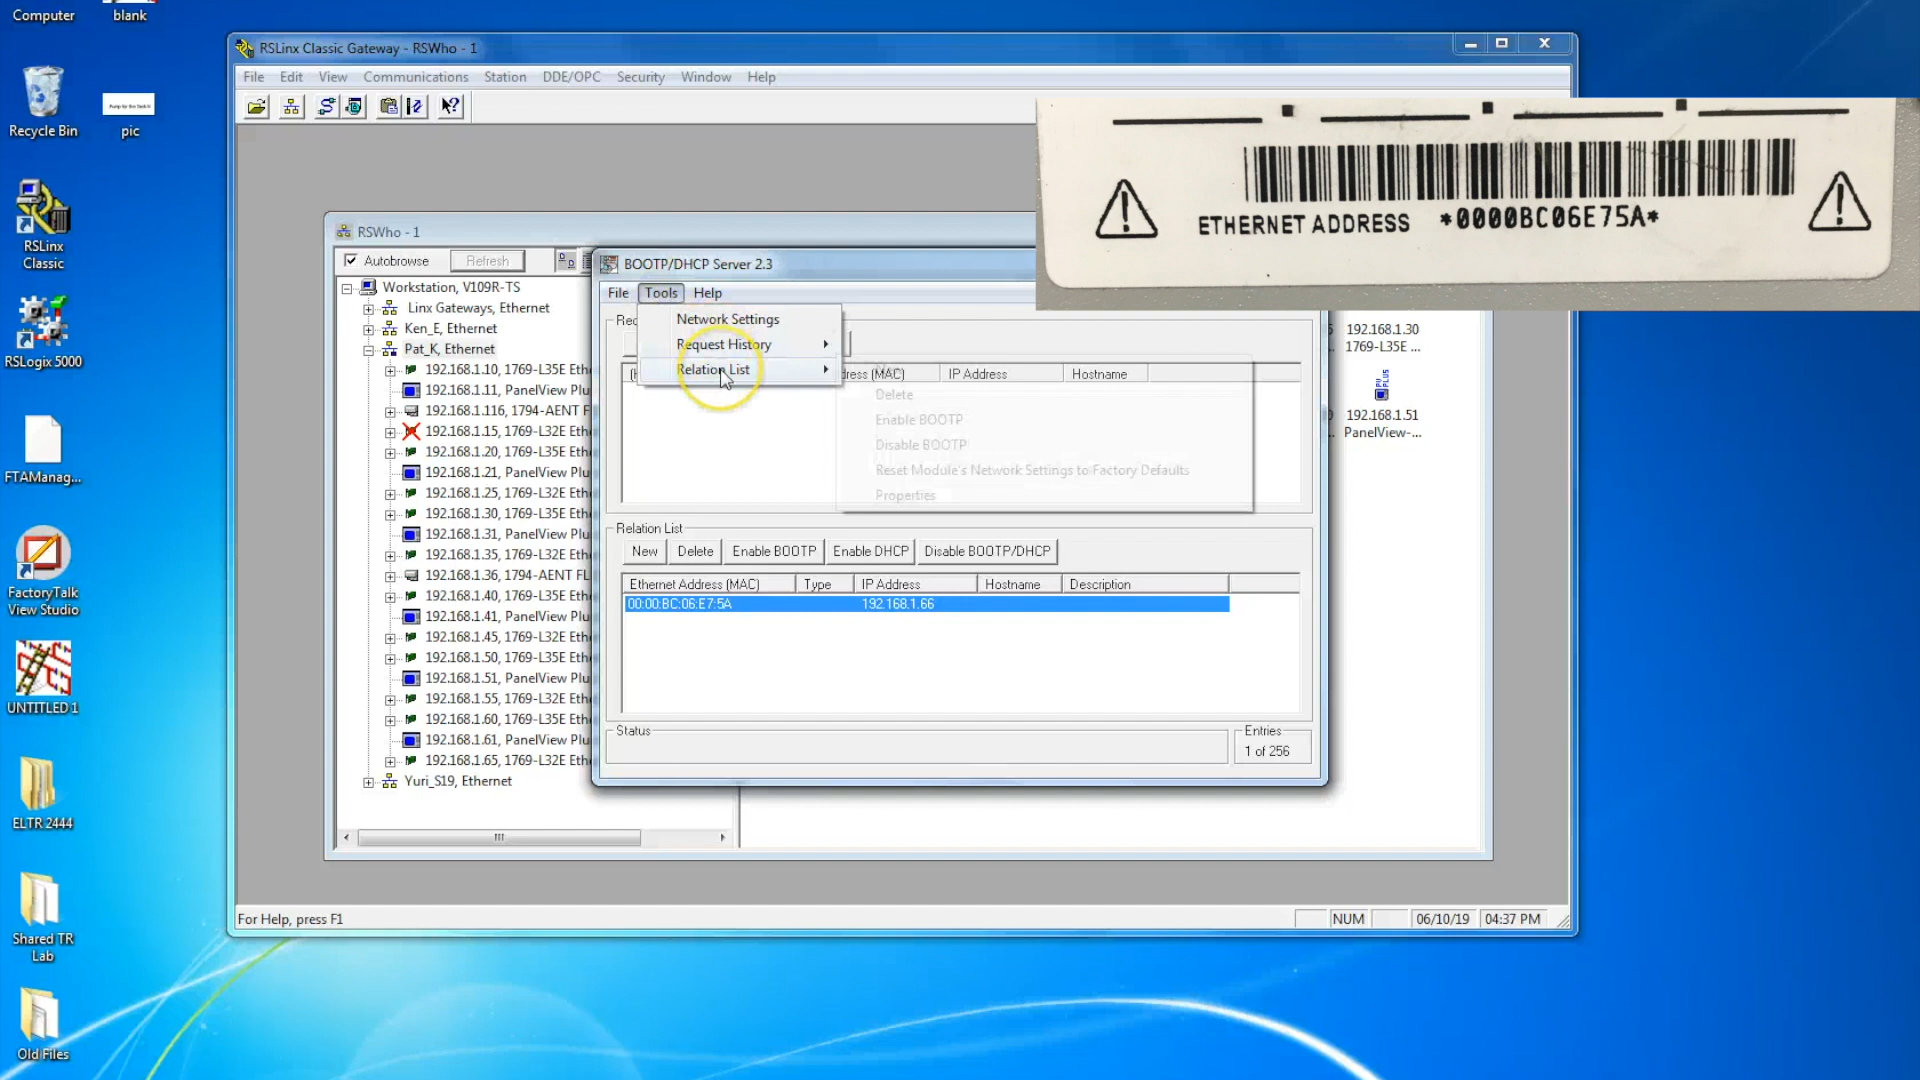 Computer
blank
Recycle Bin
pic
RSLinx
Classic
RSLogix 5000
FTAManag...
FactoryTalk
View Studio
UNTITLED 1
ELTR 2444
Shared TR
Lab
Old Files
RSLinx Classic Gateway - RSWho - 1
File Edit View Communications Station DDE/OPC Security Window Help
RSWho - 1
Autobrowse
Refresh
Workstation, V109R-TS
Linx Gateways, Ethernet
Ken_E, Ethernet
Pat_K, Ethernet
192.168.1.10, 1769-L35E Eth
192.168.1.11, PanelView Plu
192.168.1.116, 1794-AENT F
192.168.1.15, 1769-L32E Eth
192.168.1.20, 1769-L35E Eth
192.168.1.21, PanelView Plu
192.168.1.25, 1769-L32E Eth
192.168.1.30, 1769-L35E Eth
192.168.1.31, PanelView Plu
192.168.1.35, 1769-L32E Eth
192.168.1.36, 1794-AENT FL
192.168.1.40, 1769-L35E Eth
192.168.1.41, PanelView Plu
192.168.1.45, 1769-L32E Eth
192.168.1.50, 1769-L35E Eth
192.168.1.51, PanelView Plu
192.168.1.55, 1769-L32E Eth
192.168.1.60, 1769-L35E Eth
192.168.1.61, PanelView Plu
192.168.1.65, 1769-L32E Eth
Yuri_S19, Ethernet
BOOTP/DHCP Server 2.3
File Tools Help
Network Settings
Request History
Relation List
dress (MAC) IP Address Hostname
Delete
Enable BOOTP
Disable BOOTP
Reset Module's Network Settings to Factory Defaults
Properties
Relation List
New Delete Enable BOOTP Enable DHCP Disable BOOTP/DHCP
Ethernet Address (MAC) Type IP Address Hostname Description
00:00:BC:06:E7:5A 192.168.1.66
Status
Entries
1 of 256
ETHERNET ADDRESS *0000BC06E75A*
192.168.1.30
1769-L35E ...
192.168.1.51
PanelView-...
For Help, press F1
NUM
06/10/19
04:37 PM